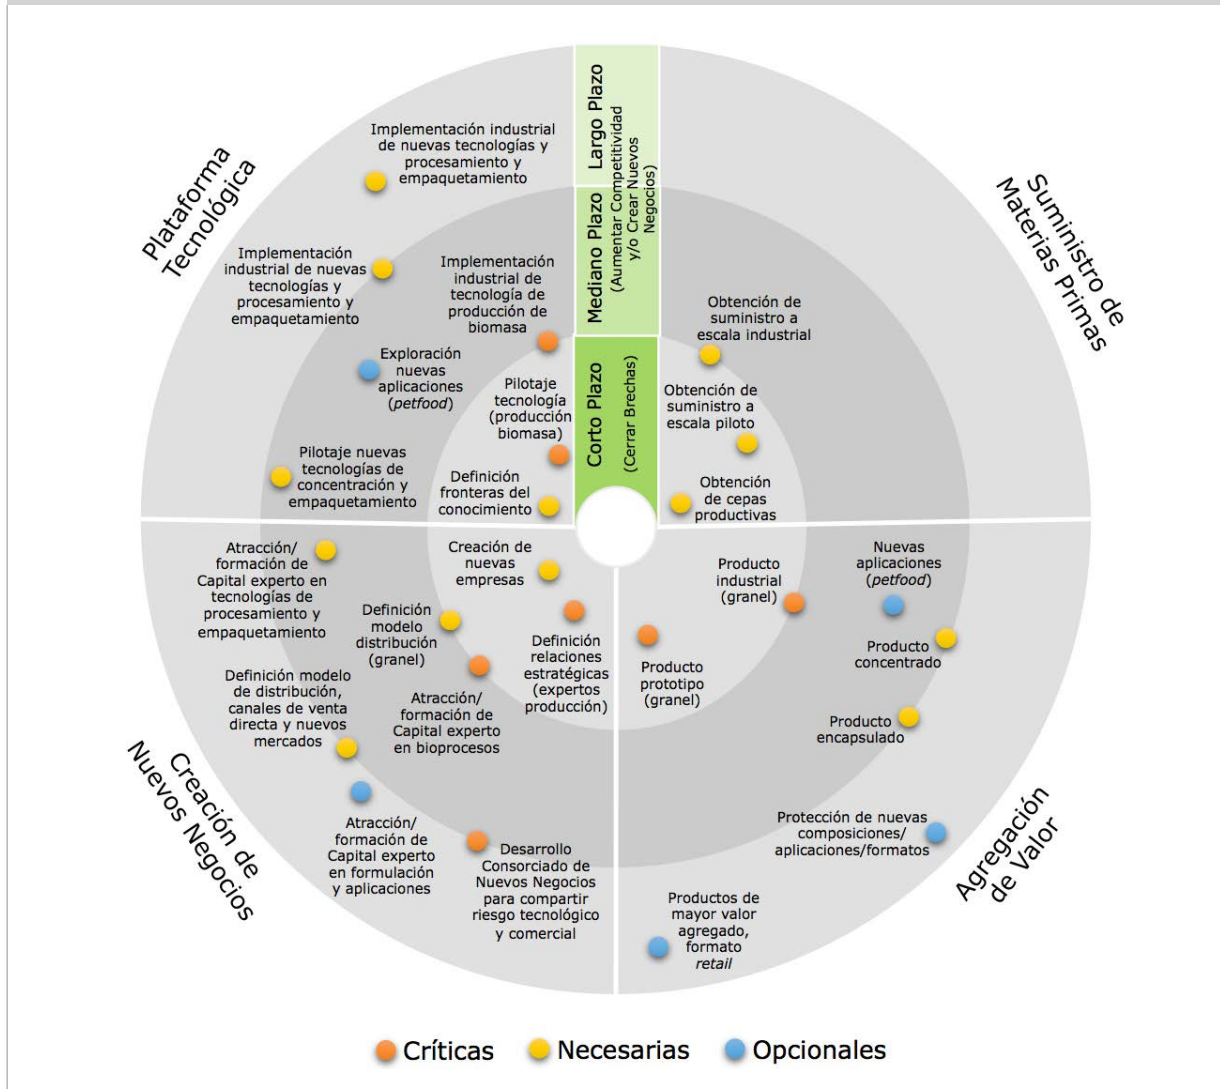 Plataforma
Tecnológica
Implementación industrial
de nuevas tecnologías y
procesamiento y
empaquetamiento
Implementación
industrial de nuevas
tecnologías y
procesamiento y
empaquetamiento
Implementación
industrial de
tecnología de
producción de
biomasa
Exploración
nuevas
aplicaciones
(petfood)
Pilotaje
tecnología
(producción
biomasa)
Pilotaje nuevas
tecnologías de
concentración y
empaquetamiento
Definición
fronteras del
conocimiento
Largo Plazo
Mediano Plazo
(Aumentar Competitividad
y/o Crear Nuevos
Negocios)
Corto Plazo
(Cerrar Brechas)
Suministro de
Materias Primas
Obtención de
suministro a
escala industrial
Obtención de
suministro a
escala piloto
Obtención
de cepas
productivas
Creación de
Nuevos Negocios
Atracción/
formación de
Capital experto en
tecnologías de
procesamiento y
empaquetamiento
Creación de
nuevas
empresas
Definición
modelo
distribución
(granel)
Definición
relaciones
estratégicas
(expertos
producción)
Definición modelo
de distribución,
canales de venta
directa y nuevos
mercados
Atracción/
formación de
Capital experto
en bioprocesos
Atracción/
formación de
Capital experto
en formulación
y aplicaciones
Desarrollo
Consorciado de
Nuevos Negocios
para compartir
riesgo tecnológico
y comercial
Agregación
de Valor
Producto
industrial
(granel)
Nuevas
aplicaciones
(petfood)
Producto
prototipo
(granel)
Producto
concentrado
Producto
encapsulado
Protección de nuevas
composiciones/
aplicaciones/formatos
Productos de
mayor valor
agregado,
formato
retail
Críticas
Necesarias
Opcionales